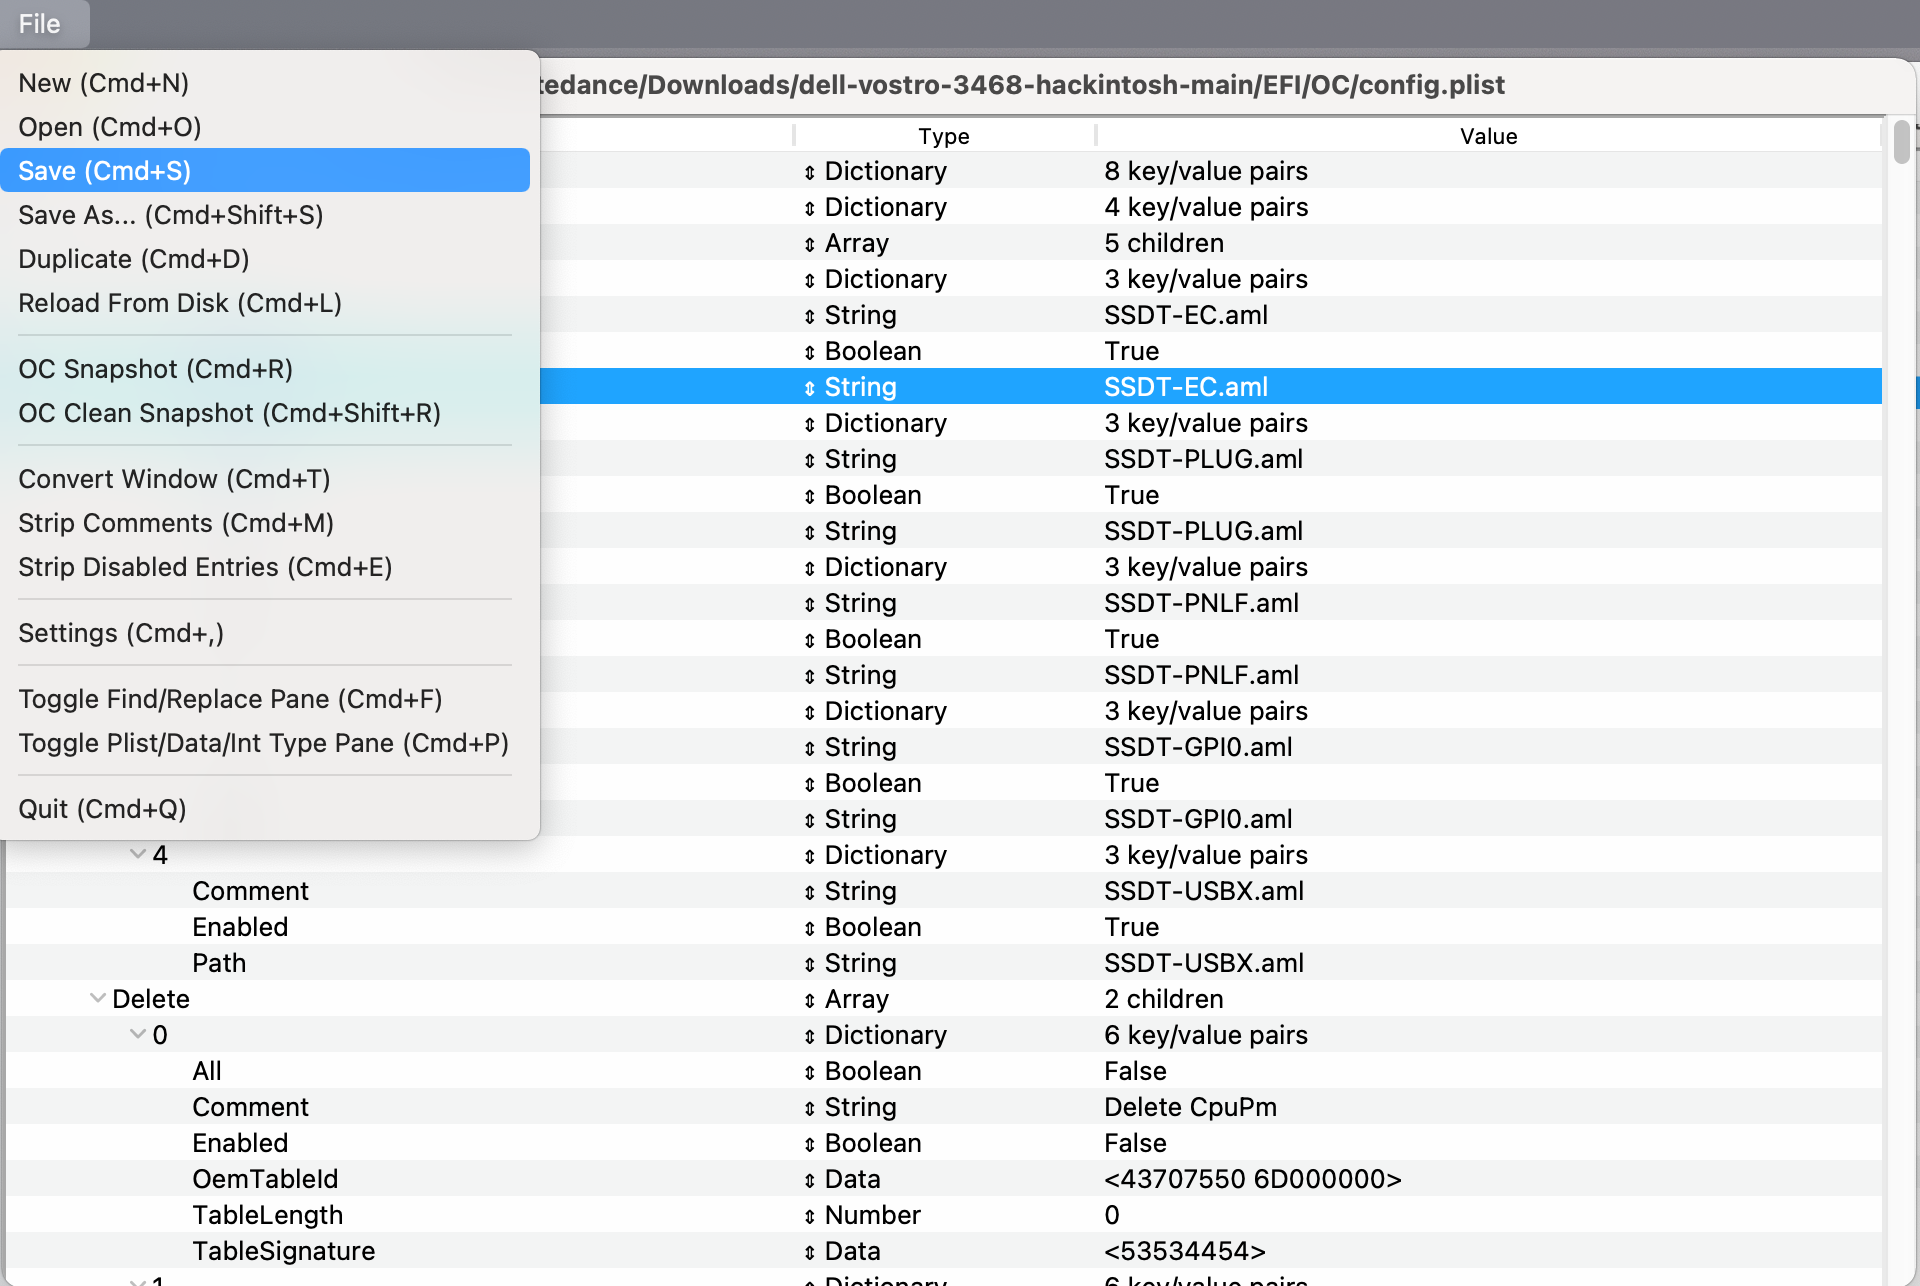 File
New (Cmd+N)
Open (Cmd+O)
Save (Cmd+S)
Save As... (Cmd+Shift+S)
Duplicate (Cmd+D)
Reload From Disk (Cmd+L)
OC Snapshot (Cmd+R)
OC Clean Snapshot (Cmd+Shift+R)
Convert Window (Cmd+T)
Strip Comments (Cmd+M)
Strip Disabled Entries (Cmd+E)
Settings (Cmd+,)
Toggle Find/Replace Pane (Cmd+F)
Toggle Plist/Data/Int Type Pane (Cmd+P)
Quit (Cmd+Q)
tedance/Downloads/dell-vostro-3468-hackintosh-main/EFI/OC/config.plist
Type Value
Dictionary 8 key/value pairs
Dictionary 4 key/value pairs
Array 5 children
Dictionary 3 key/value pairs
String SSDT-EC.aml
Boolean True
String SSDT-EC.aml
Dictionary 3 key/value pairs
String SSDT-PLUG.aml
Boolean True
String SSDT-PLUG.aml
Dictionary 3 key/value pairs
String SSDT-PNLF.aml
Boolean True
String SSDT-PNLF.aml
Dictionary 3 key/value pairs
String SSDT-GPI0.aml
Boolean True
String SSDT-GPI0.aml
4 Dictionary 3 key/value pairs
Comment String SSDT-USBX.aml
Enabled Boolean True
Path String SSDT-USBX.aml
Delete Array 2 children
0 Dictionary 6 key/value pairs
All Boolean False
Comment String Delete CpuPm
Enabled Boolean False
OemTableId Data <43707550 6D000000>
TableLength Number 0
TableSignature Data <53534454>
1 Dictionary 6 key/value pairs